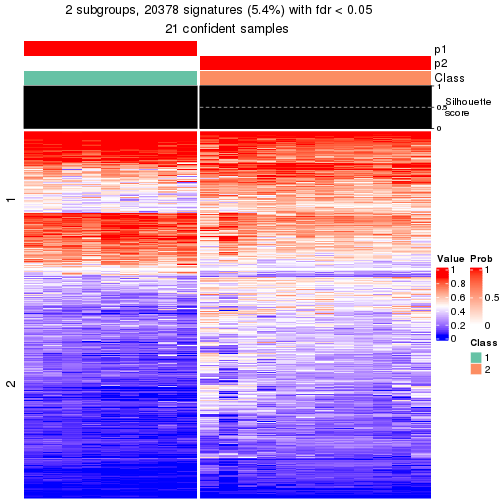 2 subgroups, 20378 signatures (5.4%) with fdr < 0.05
21 confident samples
p1
p2
Class
1
0.5
0
Silhouette
score
1
2
Value
1
0.8
0.6
0.4
0.2
0
Prob
1
0.5
0
Class
1
2